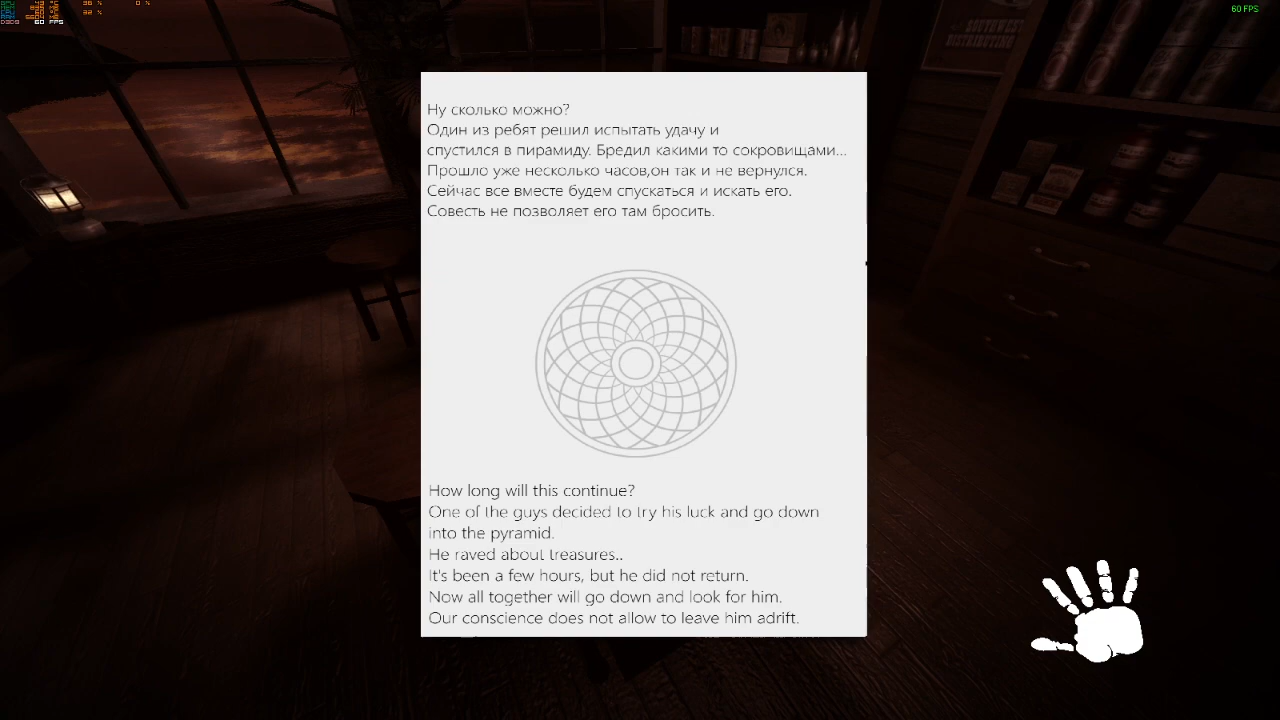 60 FPS
60 FPS
SOUTHWEST
DISTRIBUTING
Ну сколько можно?
Один из ребят решил испытать удачу и
спустился в пирамиду. Бредил какими то сокровищами...
Прошло уже несколько часов,он так и не вернулся.
Сейчас все вместе будем спускаться и искать его.
Совесть не позволяет его там бросить.
How long will this continue?
One of the guys decided to try his luck and go down
into the pyramid.
He raved about treasures..
It's been a few hours, but he did not return.
Now all together will go down and look for him.
Our conscience does not allow to leave him adrift.